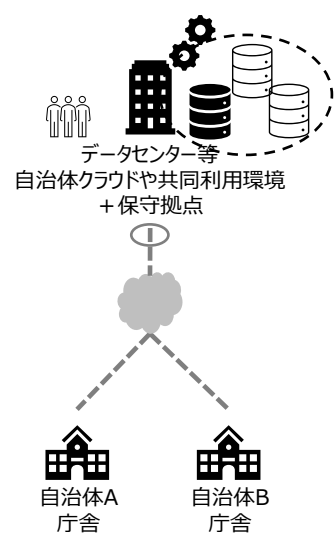 データセンター等
自治体クラウドや共同利用環境
＋保守拠点
自治体A
庁舎
自治体B
庁舎